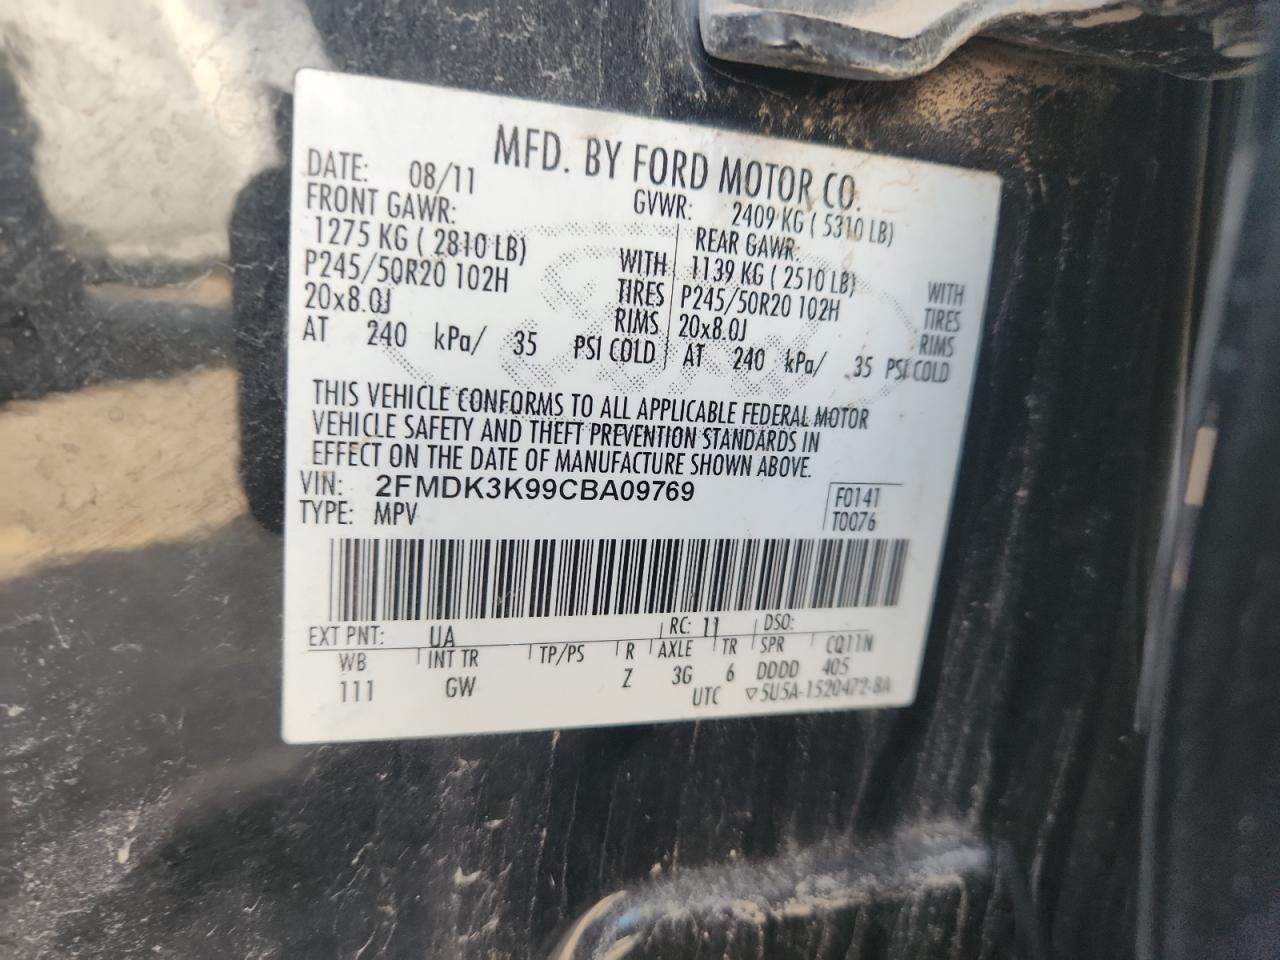 MFD. BY FORD MOTOR CO.
DATE: 08/11 GVWR: 2409 KG ( 5310 LB)
FRONT GAWR: REAR GAWR:
1275 KG ( 2810 LB) WITH 1139 KG ( 2510 LB) WITH
P245/50R20 102H TIRES P245/50R20 102H TIRES
20x8.0J RIMS 20x8.0J RIMS
AT 240 kPa/ 35 PSI COLD AT 240 kPa/ 35 PSI COLD
THIS VEHICLE CONFORMS TO ALL APPLICABLE FEDERAL MOTOR
VEHICLE SAFETY AND THEFT PREVENTION STANDARDS IN
EFFECT ON THE DATE OF MANUFACTURE SHOWN ABOVE.
VIN: 2FMDK3K99CBA09769 F0141
TYPE: MPV T0076
EXT PNT: UA RC: 11 DSO:
WB INT TR TP/PS R AXLE TR SPR CQ11N
111 GW Z 3G 6 DDDD 405
UTC ▽5U5A-1520472-BA